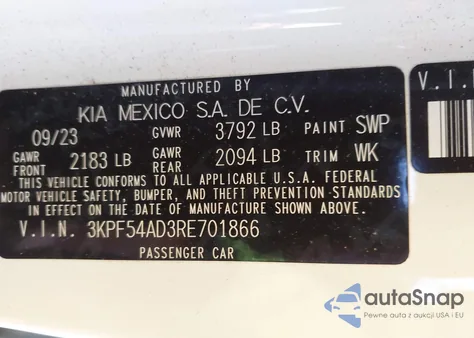 MANUFACTURED BY
KIA MEXICO S.A. DE C.V.
09/23 GVWR 3792 LB PAINT SWP
GAWR FRONT 2183 LB GAWR REAR 2094 LB TRIM WK
THIS VEHICLE CONFORMS TO ALL APPLICABLE U.S.A. FEDERAL
MOTOR VEHICLE SAFETY, BUMPER, AND THEFT PREVENTION STANDARDS
IN EFFECT ON THE DATE OF MANUFACTURE SHOWN ABOVE.
V.I.N. 3KPF54AD3RE701866
PASSENGER CAR
V.I.N
autoSnap
Pewne auta z aukcji USA i EU